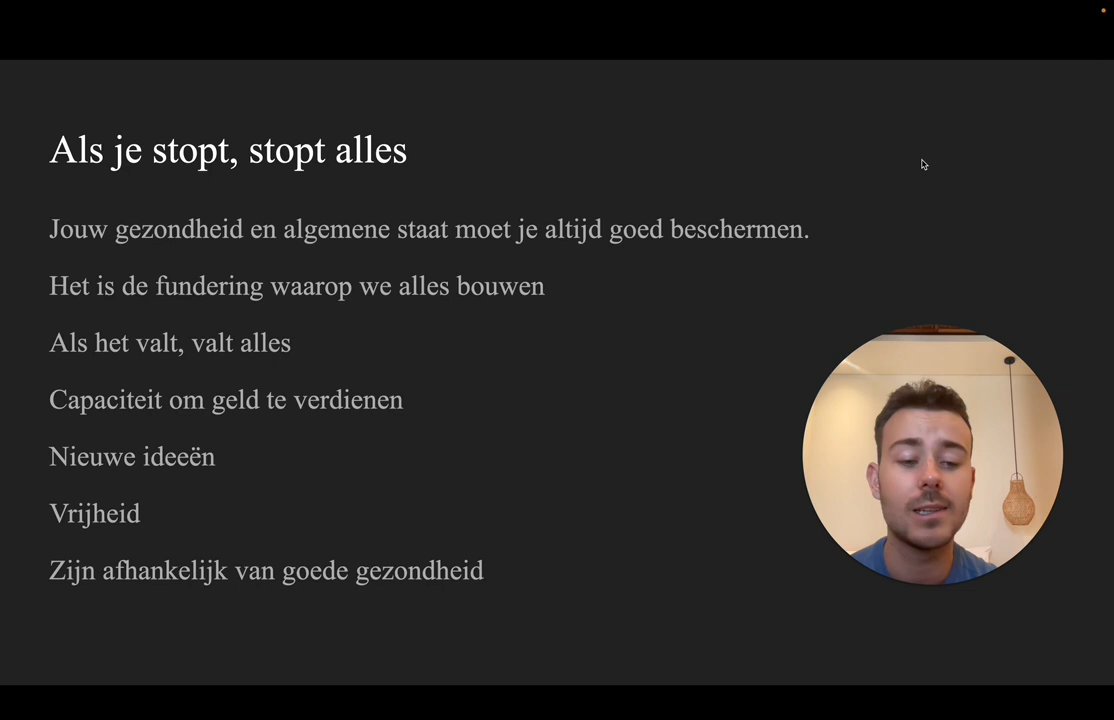 Als je stopt, stopt alles
Jouw gezondheid en algemene staat moet je altijd goed beschermen.
Het is de fundering waarop we alles bouwen
Als het valt, valt alles
Capaciteit om geld te verdienen
Nieuwe ideeën
Vrijheid
Zijn afhankelijk van goede gezondheid